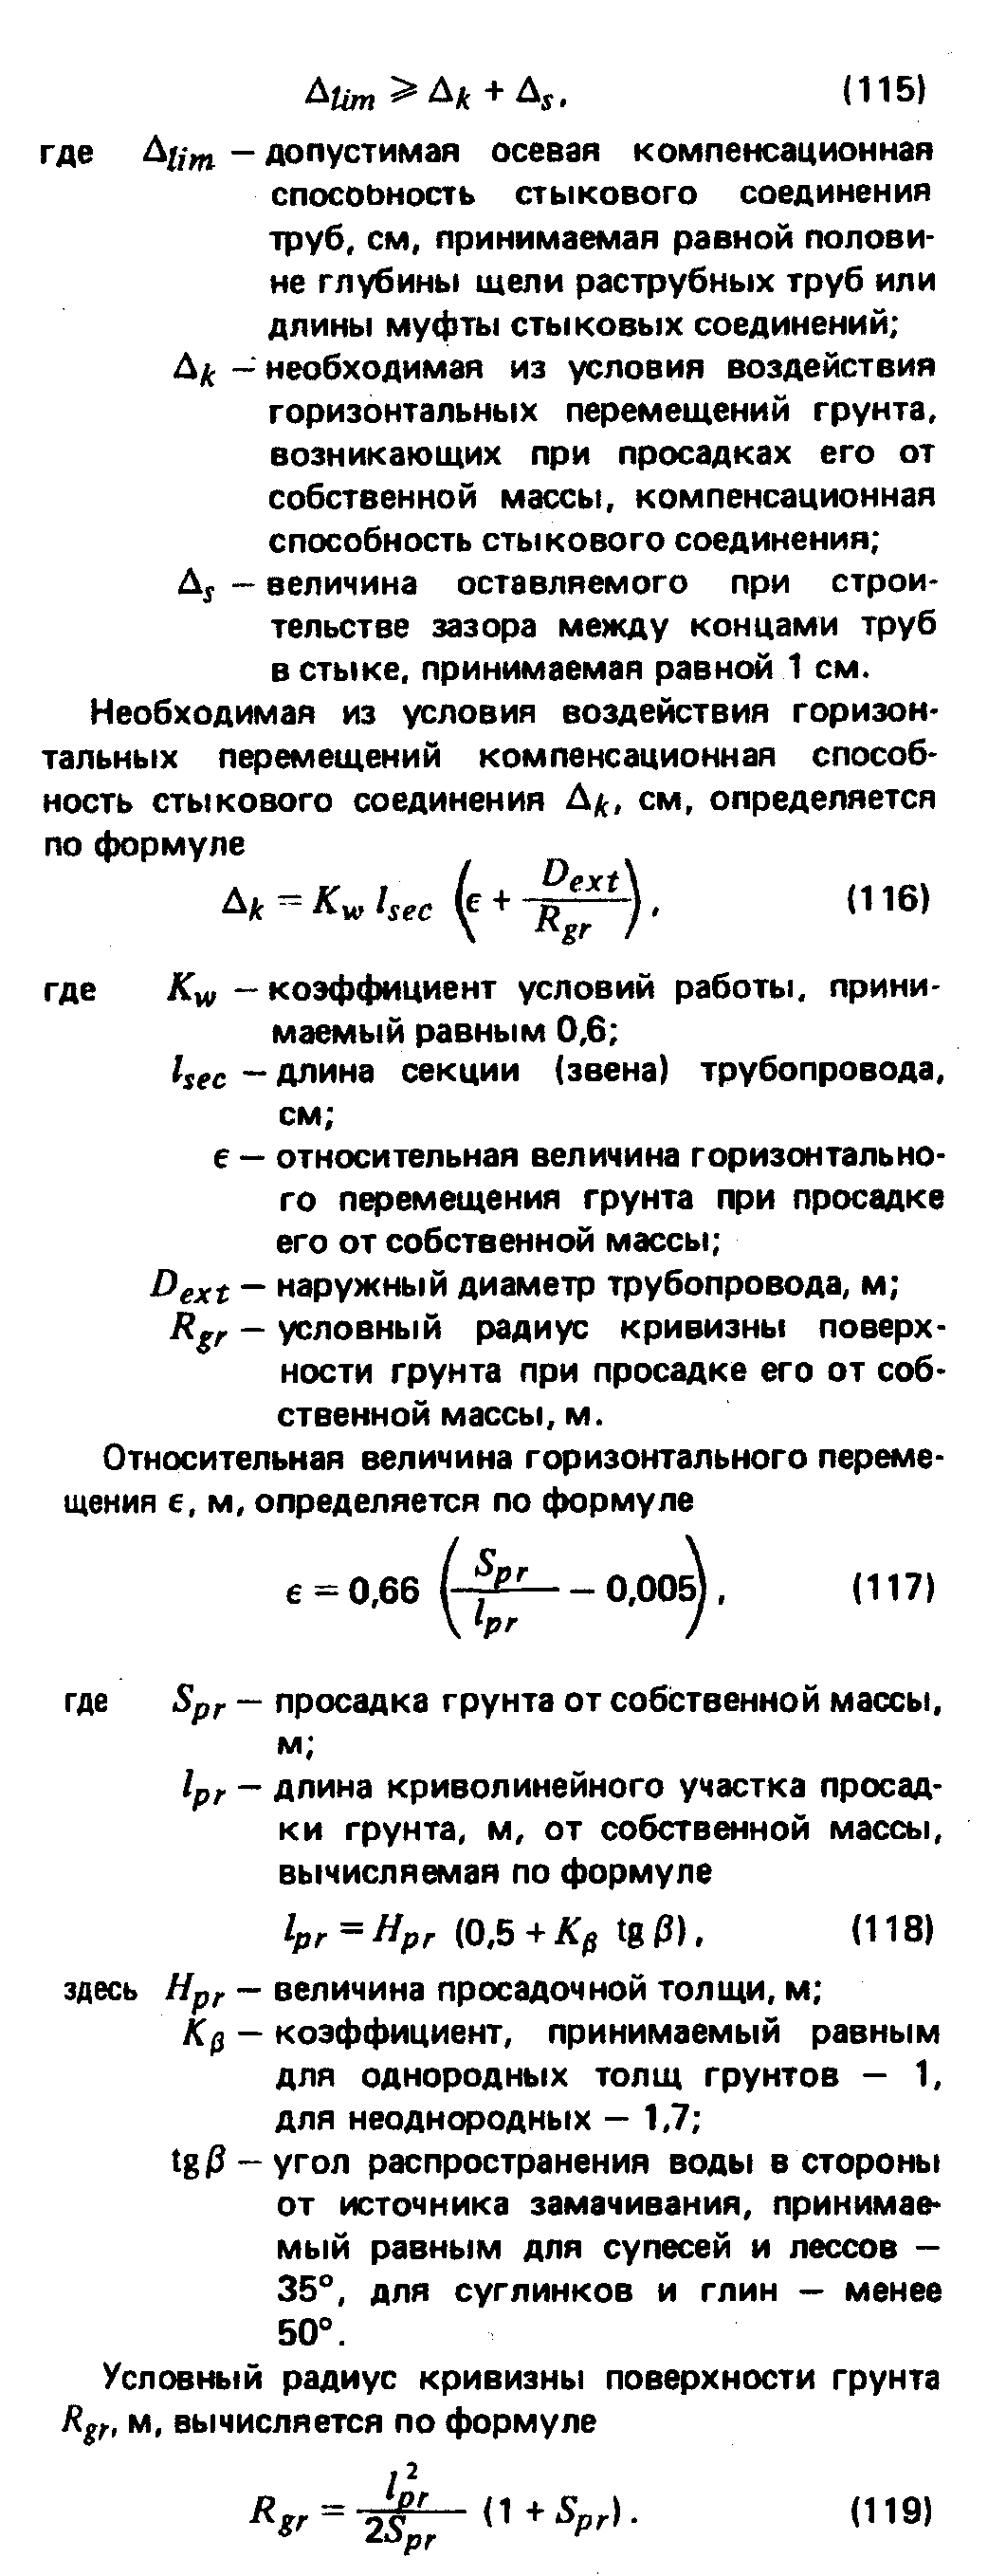 Δlim ⩾ Δk + Δs, (115)
где Δlim — допустимая осевая компенсационная
способность стыкового соединения
труб, см, принимаемая равной полови-
не глубины щели раструбных труб или
длины муфты стыковых соединений;
Δk — необходимая из условия воздействия
горизонтальных перемещений грунта,
возникающих при просадках его от
собственной массы, компенсационная
способность стыкового соединения;
Δs — величина оставляемого при строи-
тельстве зазора между концами труб
в стыке, принимаемая равной 1 см.
Необходимая из условия воздействия горизон-
тальных перемещений компенсационная способ-
ность стыкового соединения Δk, см, определяется
по формуле
Δk = Kw lsec (ϵ + Dext / Rgr), (116)
где Kw — коэффициент условий работы, прини-
маемый равным 0,6;
lsec — длина секции (звена) трубопровода,
см;
ϵ — относительная величина горизонтально-
го перемещения грунта при просадке
его от собственной массы;
Dext — наружный диаметр трубопровода, м;
Rgr — условный радиус кривизны поверх-
ности грунта при просадке его от соб-
ственной массы, м.
Относительная величина горизонтального переме-
щения ϵ, м, определяется по формуле
ϵ = 0,66 (Spr / lpr — 0,005), (117)
где Spr — просадка грунта от собственной массы,
м;
lpr — длина криволинейного участка просад-
ки грунта, м, от собственной массы,
вычисляемая по формуле
lpr = Hpr (0,5 + Kβ tg β), (118)
здесь Hpr — величина просадочной толщи, м;
Kβ — коэффициент, принимаемый равным
для однородных толщ грунтов — 1,
для неоднородных — 1,7;
tg β — угол распространения воды в стороны
от источника замачивания, принимае-
мый равным для супесей и лессов —
35°, для суглинков и глин — менее
50°.
Условный радиус кривизны поверхности грунта
Rgr, м, вычисляется по формуле
Rgr = l²pr / 2Spr (1 + Spr). (119)